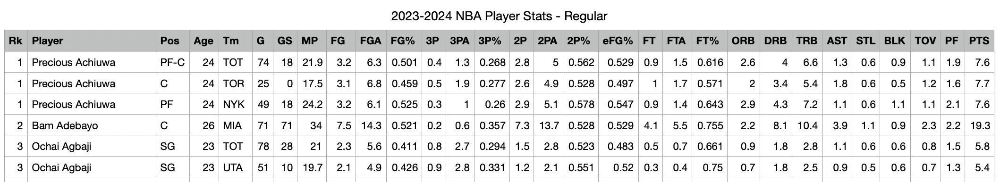 2023-2024 NBA Player Stats - Regular
Rk Player Pos Age Tm G GS MP FG FGA FG% 3P 3PA 3P% 2P 2PA 2P% eFG% FT FTA FT% ORB DRB TRB AST STL BLK TOV PF PTS
1 Precious Achiuwa PF-C 24 TOT 74 18 21.9 3.2 6.3 0.501 0.4 1.3 0.268 2.8 5 0.562 0.529 0.9 1.5 0.616 2.6 4 6.6 1.3 0.6 0.9 1.1 1.9 7.6
1 Precious Achiuwa C 24 TOR 25 0 17.5 3.1 6.8 0.459 0.5 1.9 0.277 2.6 4.9 0.528 0.497 1 1.7 0.571 2 3.4 5.4 1.8 0.6 0.5 1.2 1.6 7.7
1 Precious Achiuwa PF 24 NYK 49 18 24.2 3.2 6.1 0.525 0.3 1 0.26 2.9 5.1 0.578 0.547 0.9 1.4 0.643 2.9 4.3 7.2 1.1 0.6 1.1 1.1 2.1 7.6
2 Bam Adebayo C 26 MIA 71 71 34 7.5 14.3 0.521 0.2 0.6 0.357 7.3 13.7 0.528 0.529 4.1 5.5 0.755 2.2 8.1 10.4 3.9 1.1 0.9 2.3 2.2 19.3
3 Ochai Agbaji SG 23 TOT 78 28 21 2.3 5.6 0.411 0.8 2.7 0.294 1.5 2.8 0.523 0.483 0.5 0.7 0.661 0.9 1.8 2.8 1.1 0.6 0.6 0.8 1.5 5.8
3 Ochai Agbaji SG 23 UTA 51 10 19.7 2.1 4.9 0.426 0.9 2.8 0.331 1.2 2.1 0.551 0.52 0.3 0.4 0.75 0.7 1.8 2.5 0.9 0.5 0.6 0.7 1.3 5.4